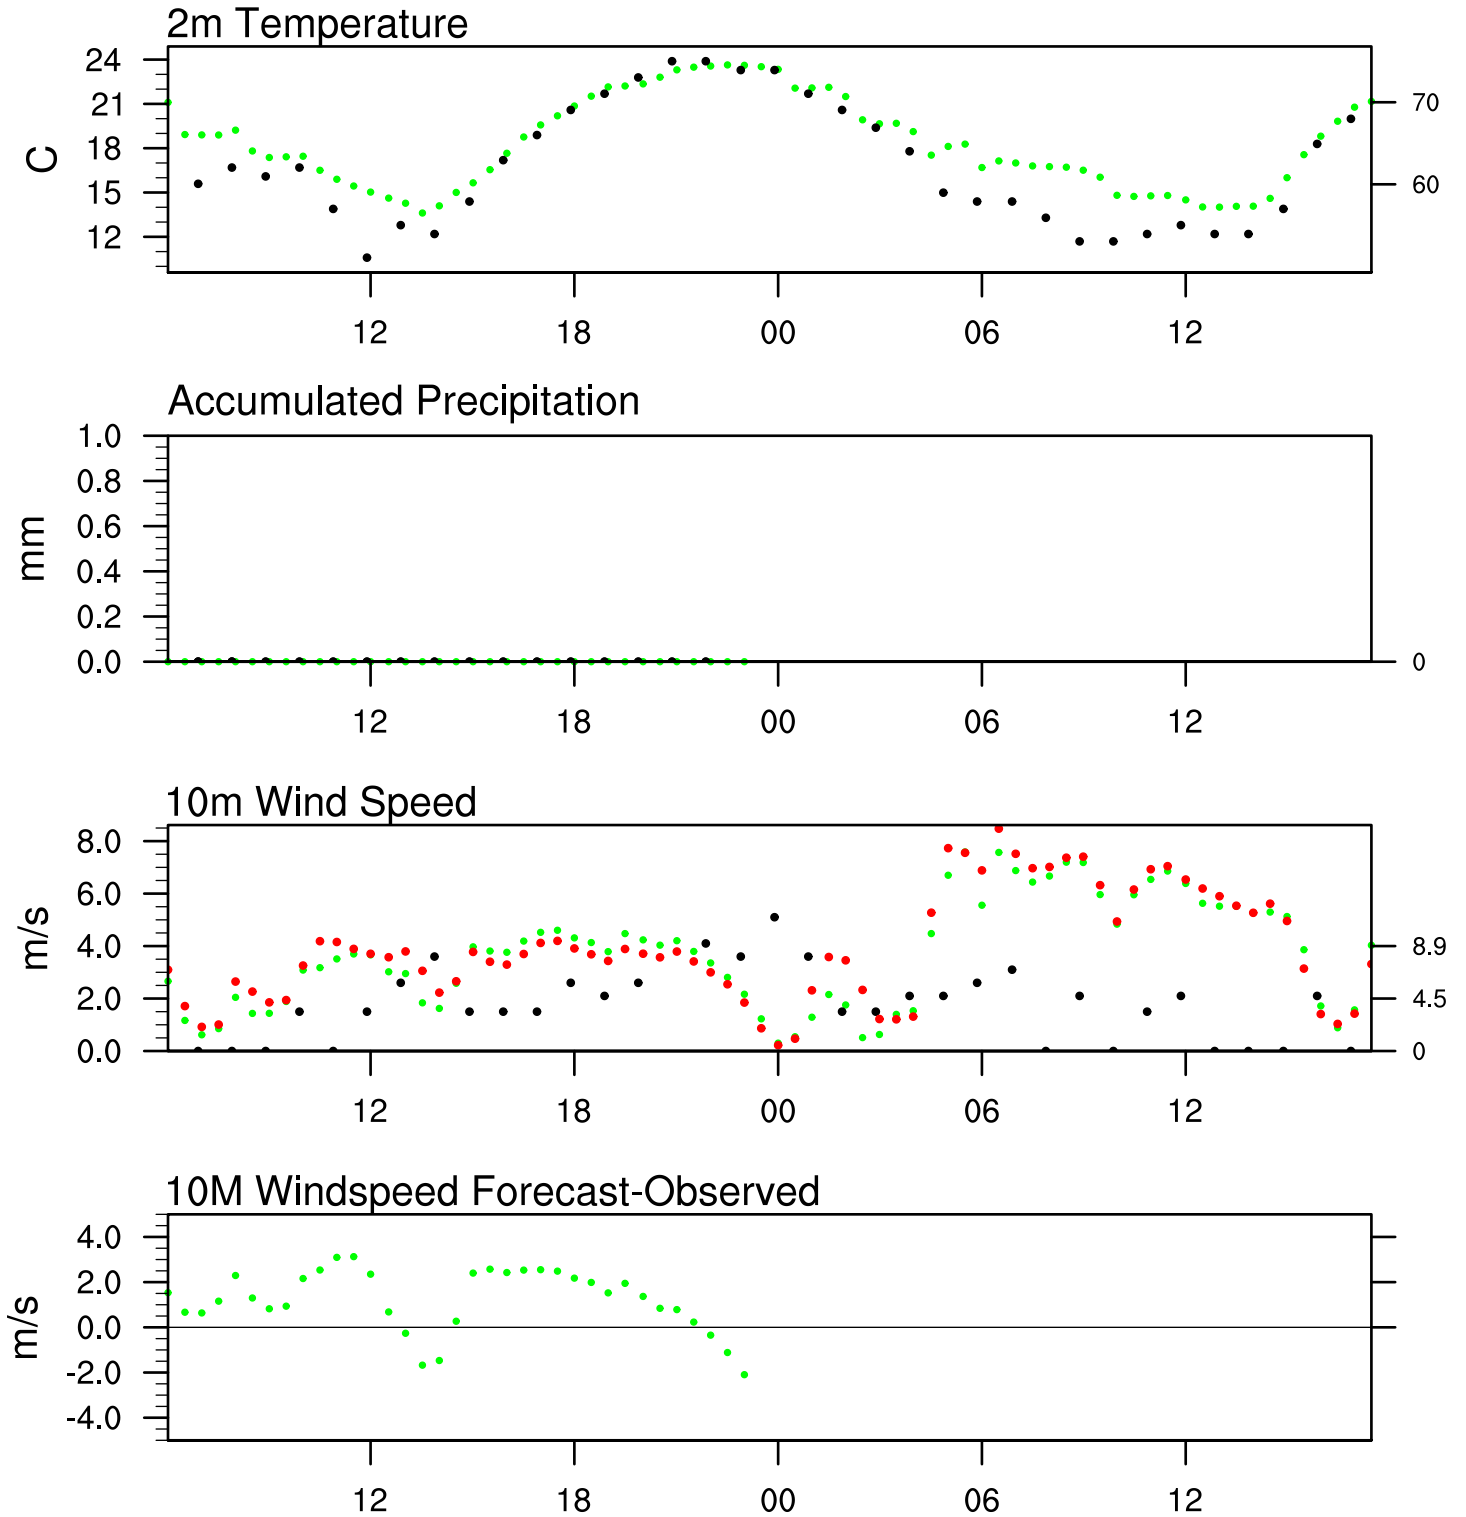 2m Temperature
24
21
18
15
12
C
70
60
12 18 00 06 12
Accumulated Precipitation
1.0
0.8
0.6
0.4
0.2
0.0
mm
0
12 18 00 06 12
10m Wind Speed
8.0
6.0
4.0
2.0
0.0
m/s
8.9
4.5
0
12 18 00 06 12
10M Windspeed Forecast-Observed
4.0
2.0
0.0
-2.0
-4.0
m/s
12 18 00 06 12